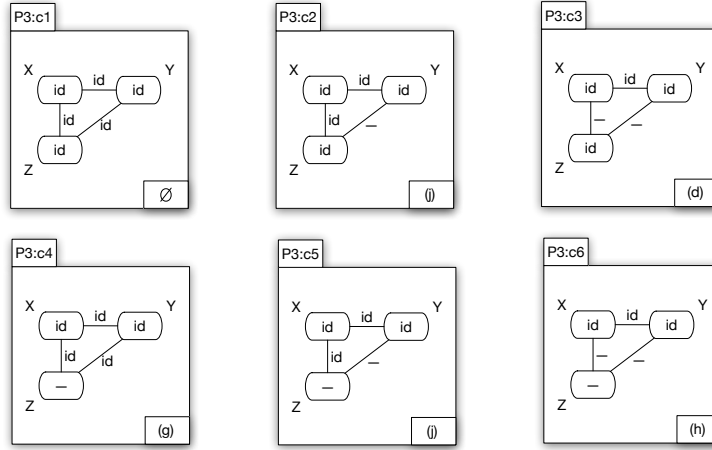 P3:c1
X id id id Y
id id
id
Z
Ø
P3:c2
X id id id Y
id –
id
Z
(j)
P3:c3
X id id id Y
– –
id
Z
(d)
P3:c4
X id id id Y
id id
–
Z
(g)
P3:c5
X id id id Y
id –
–
Z
(j)
P3:c6
X id id id Y
– –
–
Z
(h)